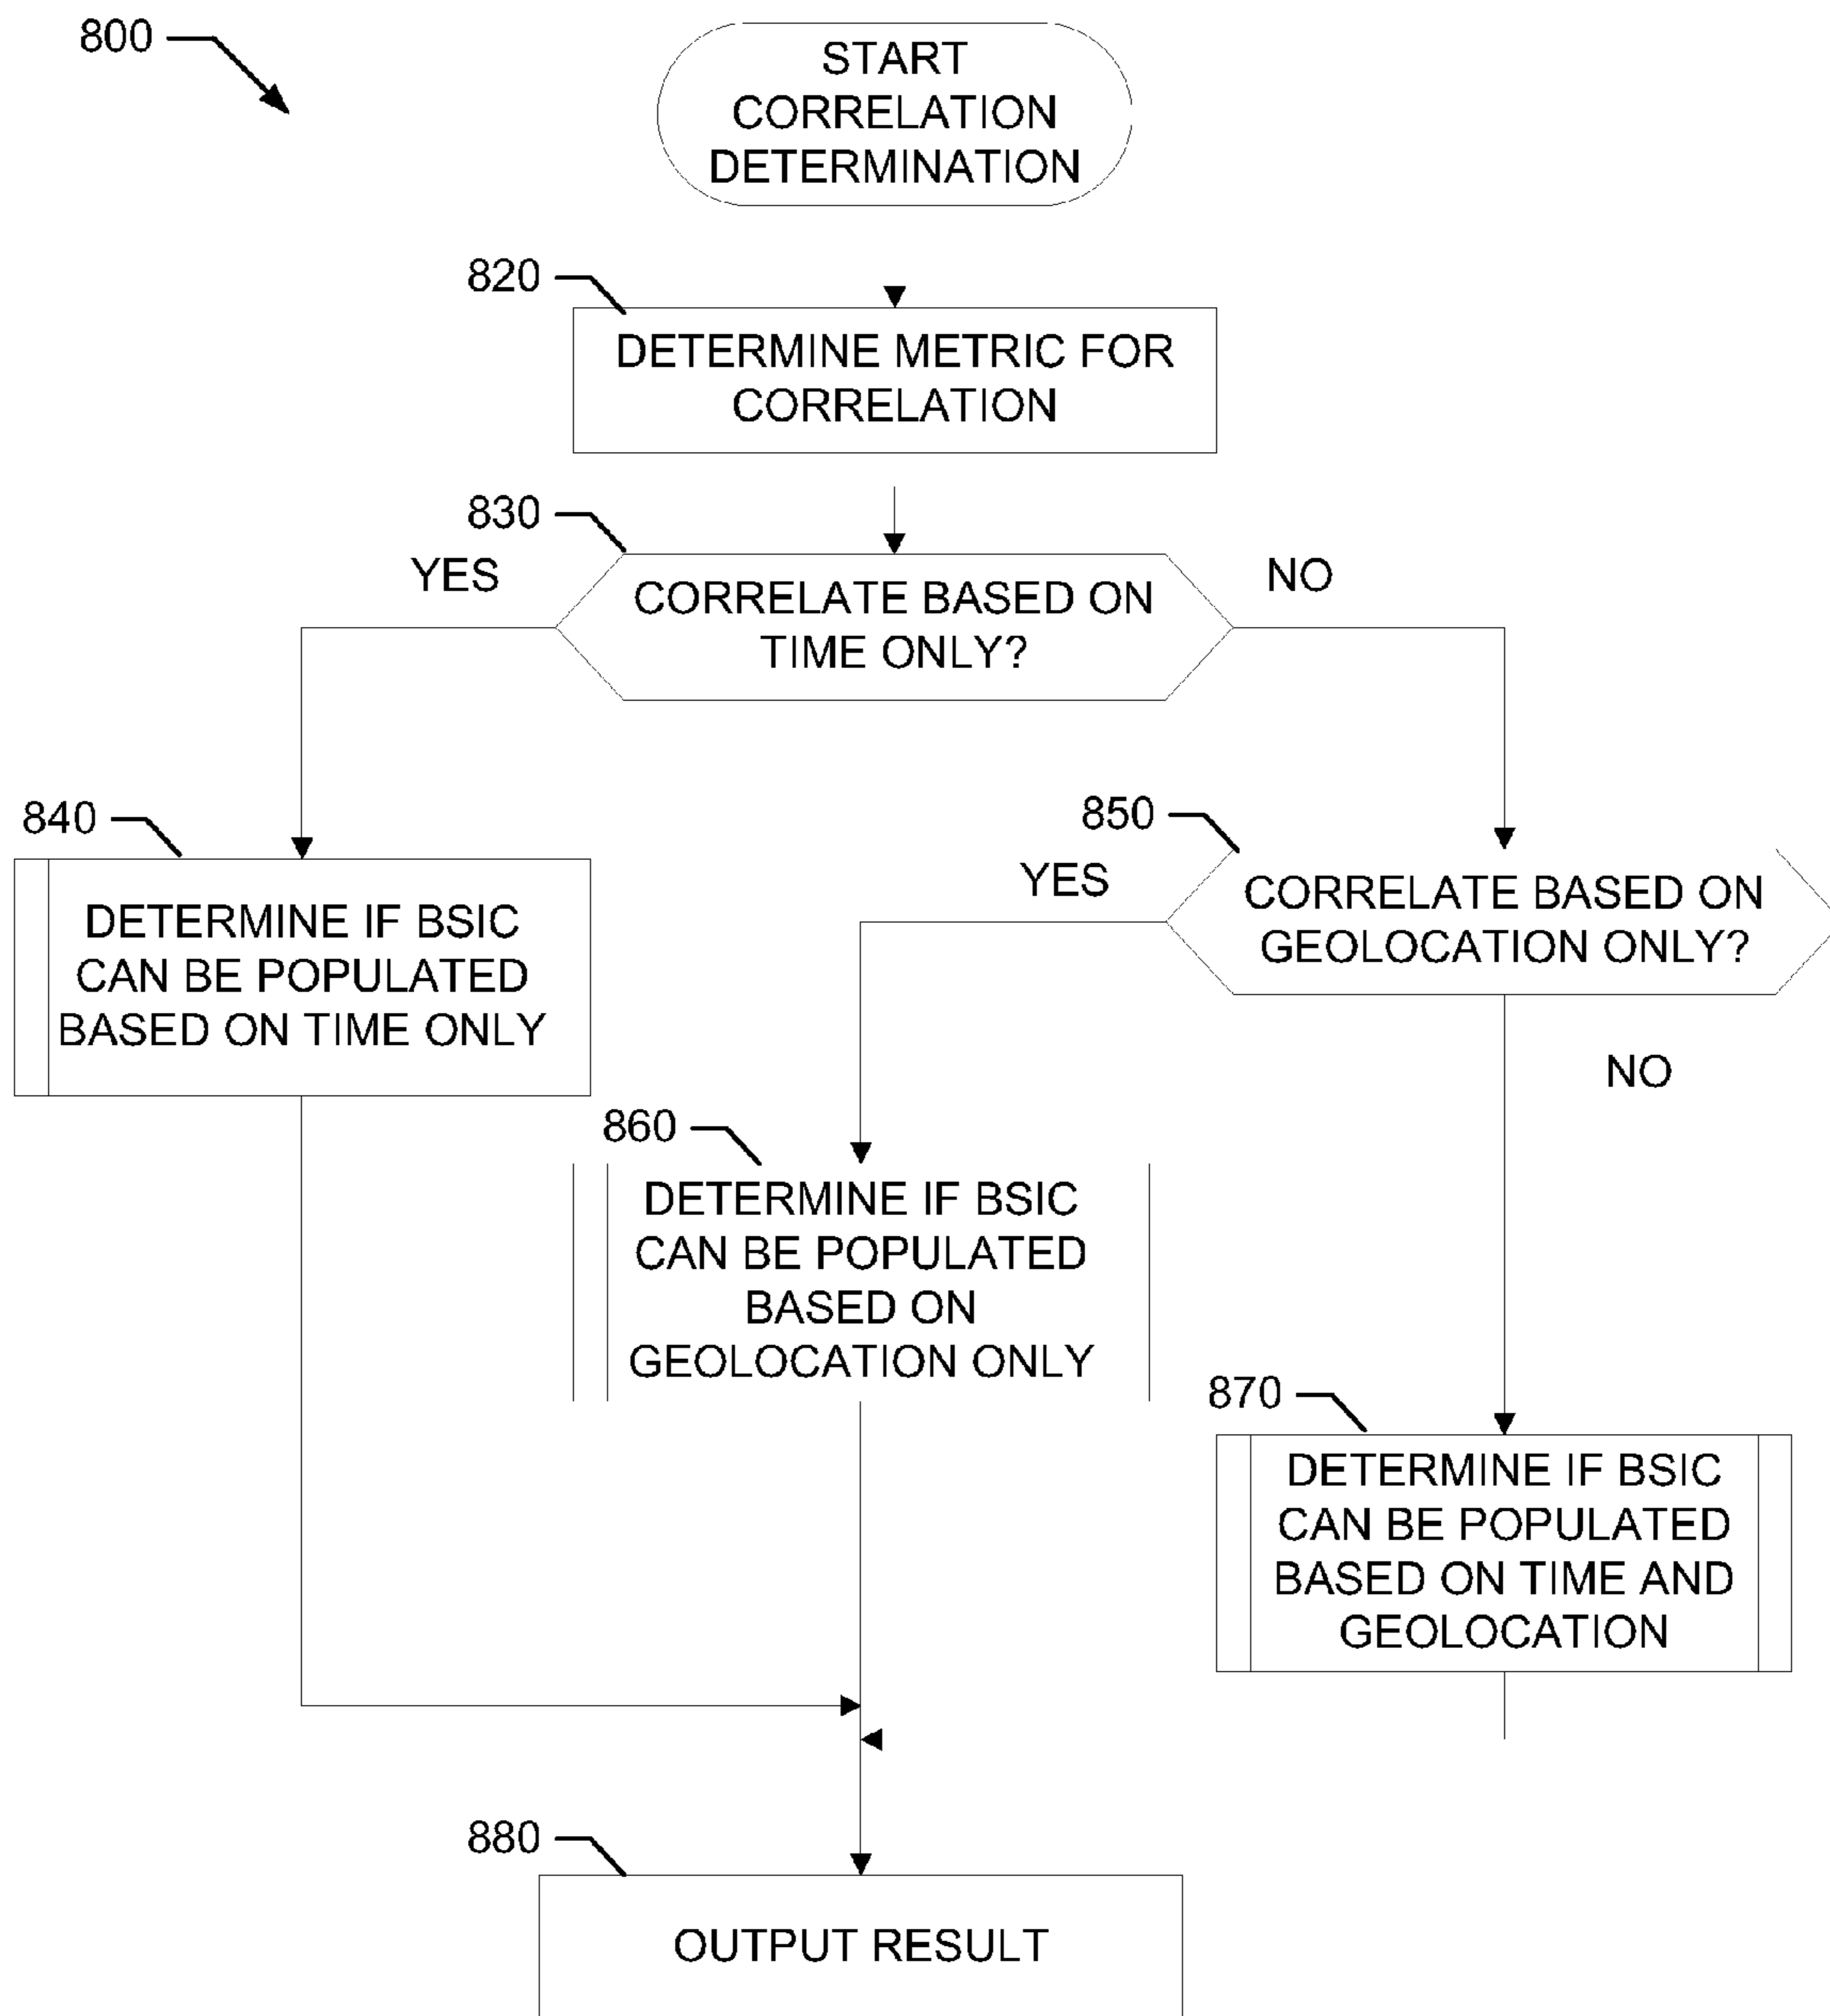 800
START
CORRELATION
DETERMINATION
820
DETERMINE METRIC FOR
CORRELATION
830
YES
NO
CORRELATE BASED ON
TIME ONLY?
840
DETERMINE IF BSIC
CAN BE POPULATED
BASED ON TIME ONLY
850
YES
CORRELATE BASED ON
GEOLOCATION ONLY?
NO
860
DETERMINE IF BSIC
CAN BE POPULATED
BASED ON
GEOLOCATION ONLY
870
DETERMINE IF BSIC
CAN BE POPULATED
BASED ON TIME AND
GEOLOCATION
880
OUTPUT RESULT